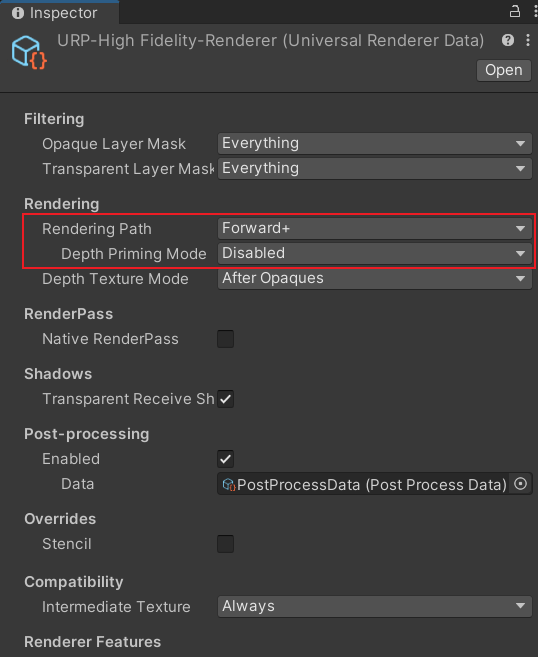 Inspector
URP-High Fidelity-Renderer (Universal Renderer Data)
Open
Filtering
Opaque Layer Mask Everything
Transparent Layer Mask Everything
Rendering
Rendering Path Forward+
Depth Priming Mode Disabled
Depth Texture Mode After Opaques
RenderPass
Native RenderPass
Shadows
Transparent Receive Sh
Post-processing
Enabled
Data PostProcessData (Post Process Data)
Overrides
Stencil
Compatibility
Intermediate Texture Always
Renderer Features